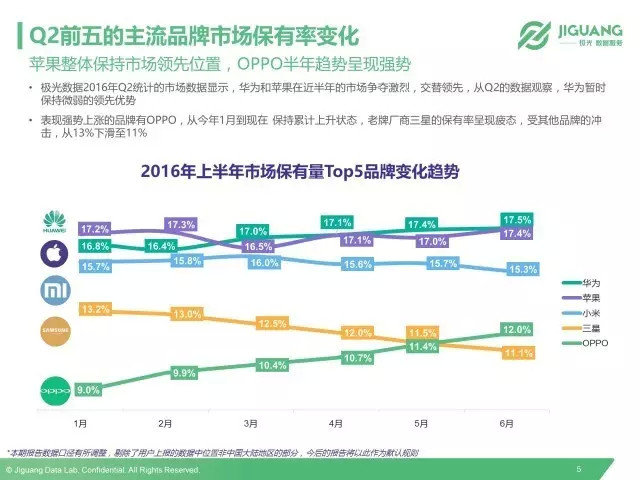 Q2前五的主流品牌市场保有率变化
JIGUANG
极光 数据服务
苹果整体保持市场领先位置，OPPO半年趋势呈现强势
• 极光数据2016年Q2统计的市场数据显示，华为和苹果在近半年的市场争夺激烈，交替领先，从Q2的数据观察，华为暂时
保持微弱的领先优势
• 表现强势上涨的品牌有OPPO，从今年1月到现在 保持累计上升状态，老牌厂商三星的保有率呈现疲态，受其他品牌的冲
击，从13%下滑至11%
2016年上半年市场保有量Top5品牌变化趋势
HUAWEI
17.2% 17.3% 17.0% 17.1% 17.4% 17.5%
16.8% 16.4% 16.5% 17.1% 17.0% 17.4%
MI
15.7% 15.8% 16.0% 15.6% 15.7% 15.3%
SAMSUNG
13.2% 13.0% 12.5% 12.0% 11.5% 12.0%
oppo
9.0% 9.9% 10.4% 10.7% 11.4% 11.1%
华为
苹果
小米
三星
OPPO
1月 2月 3月 4月 5月 6月
*本期报告数据口径有所调整，剔除了用户上报的数据中位置非中国大陆地区的部分，今后的报告将以此作为默认规则
© Jiguang Data Lab. Confidential. All Rights Reserved.
5